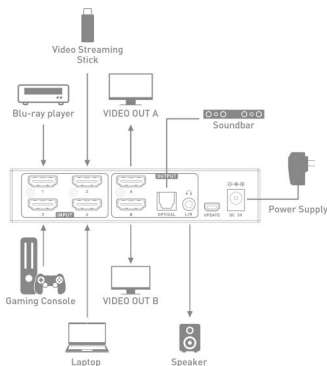 Video Streaming
Stick
Blu-ray player
VIDEO OUT A
Soundbar
OUTPUT
1
2
A
3
INPUT
4
B
OPTICAL
L/R
UPDATE
DC 5V
Power Supply
Gaming Console
VIDEO OUT B
Laptop
Speaker